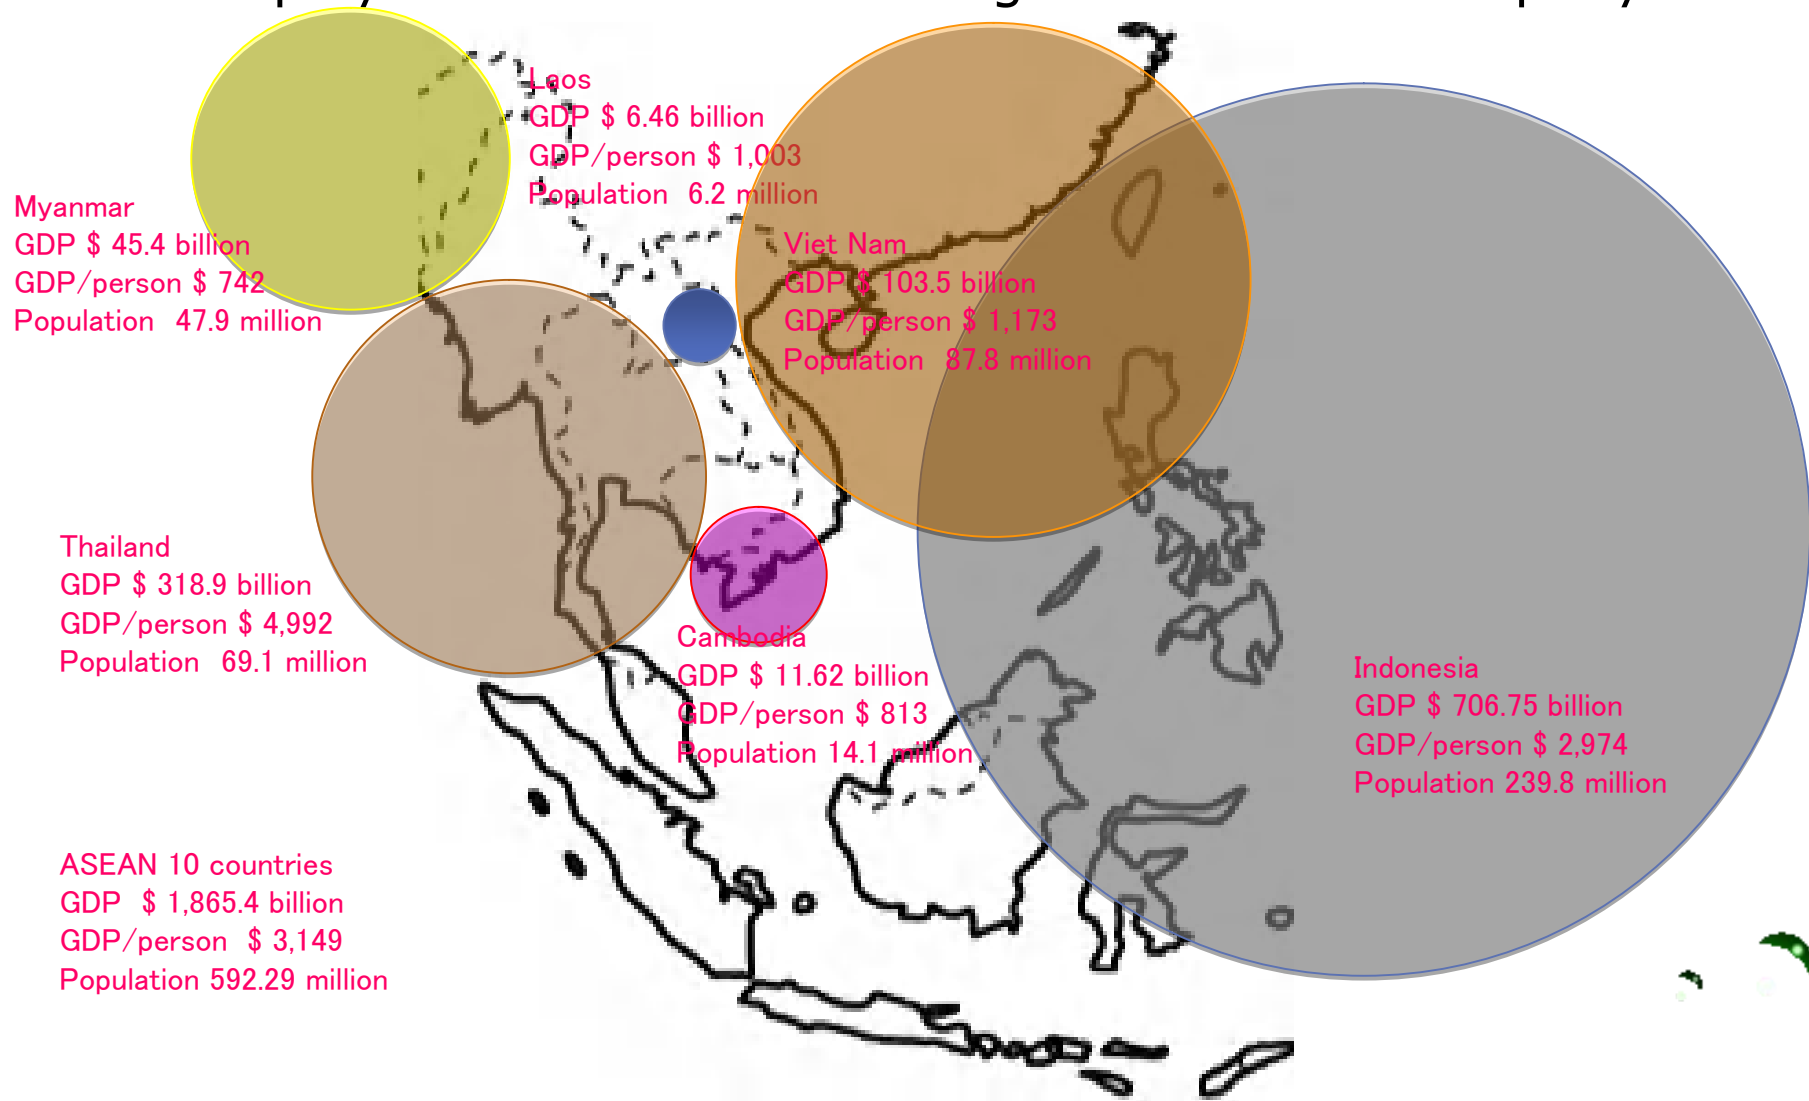 Laos
GDP $ 6.46 billion
GDP/person $ 1,003
Population 6.2 million
Myanmar
GDP $ 45.4 billion
GDP/person $ 742
Population 47.9 million
Viet Nam
GDP $ 103.5 billion
GDP/person $ 1,173
Population 87.8 million
Thailand
GDP $ 318.9 billion
GDP/person $ 4,992
Population 69.1 million
Cambodia
GDP $ 11.62 billion
GDP/person $ 813
Population 14.1 million
Indonesia
GDP $ 706.75 billion
GDP/person $ 2,974
Population 239.8 million
ASEAN 10 countries
GDP $ 1,865.4 billion
GDP/person $ 3,149
Population 592.29 million